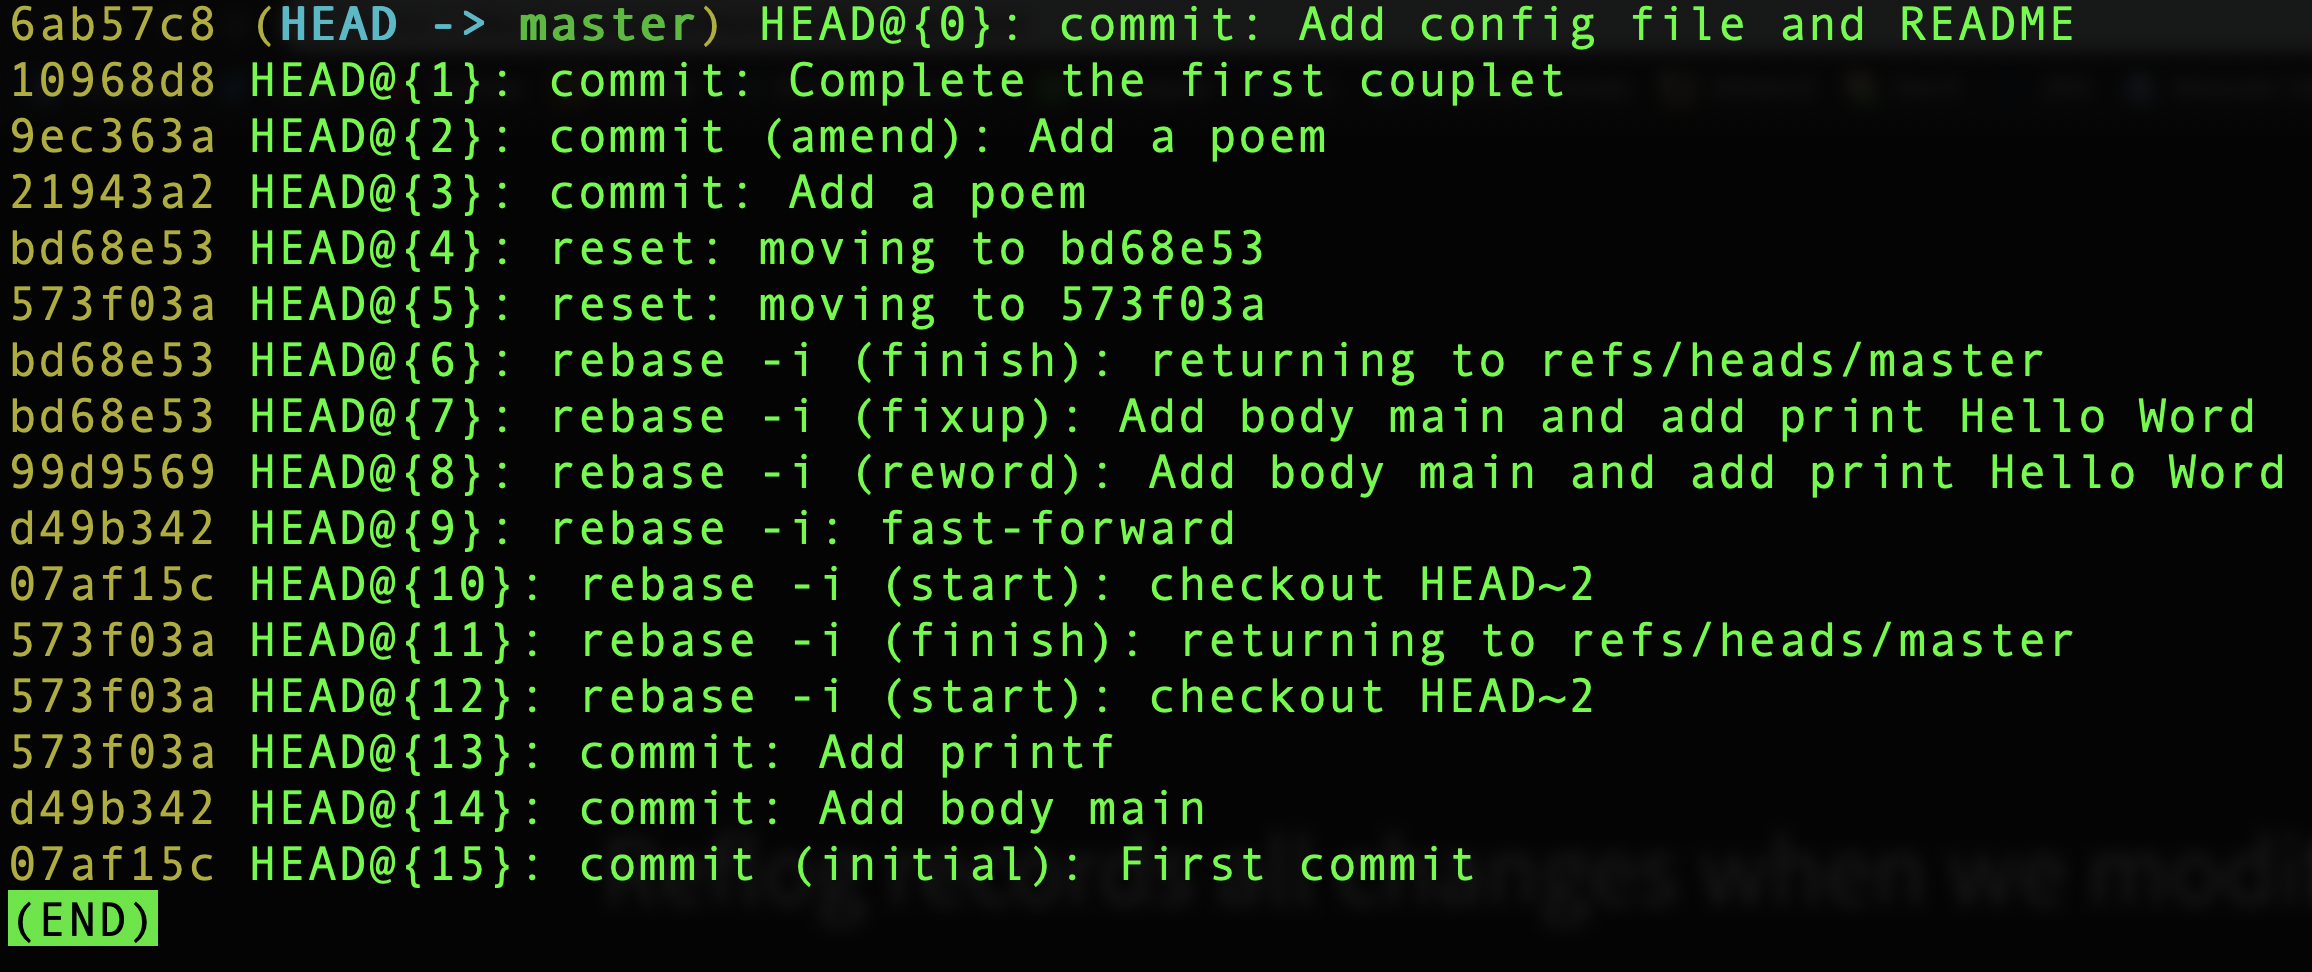 6ab57c8 (HEAD -> master) HEAD@{0}: commit: Add config file and README
10968d8 HEAD@{1}: commit: Complete the first couplet
9ec363a HEAD@{2}: commit (amend): Add a poem
21943a2 HEAD@{3}: commit: Add a poem
bd68e53 HEAD@{4}: reset: moving to bd68e53
573f03a HEAD@{5}: reset: moving to 573f03a
bd68e53 HEAD@{6}: rebase -i (finish): returning to refs/heads/master
bd68e53 HEAD@{7}: rebase -i (fixup): Add body main and add print Hello Word
99d9569 HEAD@{8}: rebase -i (reword): Add body main and add print Hello Word
d49b342 HEAD@{9}: rebase -i: fast-forward
07af15c HEAD@{10}: rebase -i (start): checkout HEAD~2
573f03a HEAD@{11}: rebase -i (finish): returning to refs/heads/master
573f03a HEAD@{12}: rebase -i (start): checkout HEAD~2
573f03a HEAD@{13}: commit: Add printf
d49b342 HEAD@{14}: commit: Add body main
07af15c HEAD@{15}: commit (initial): First commit
Reflog records all changes when we modi
(END)